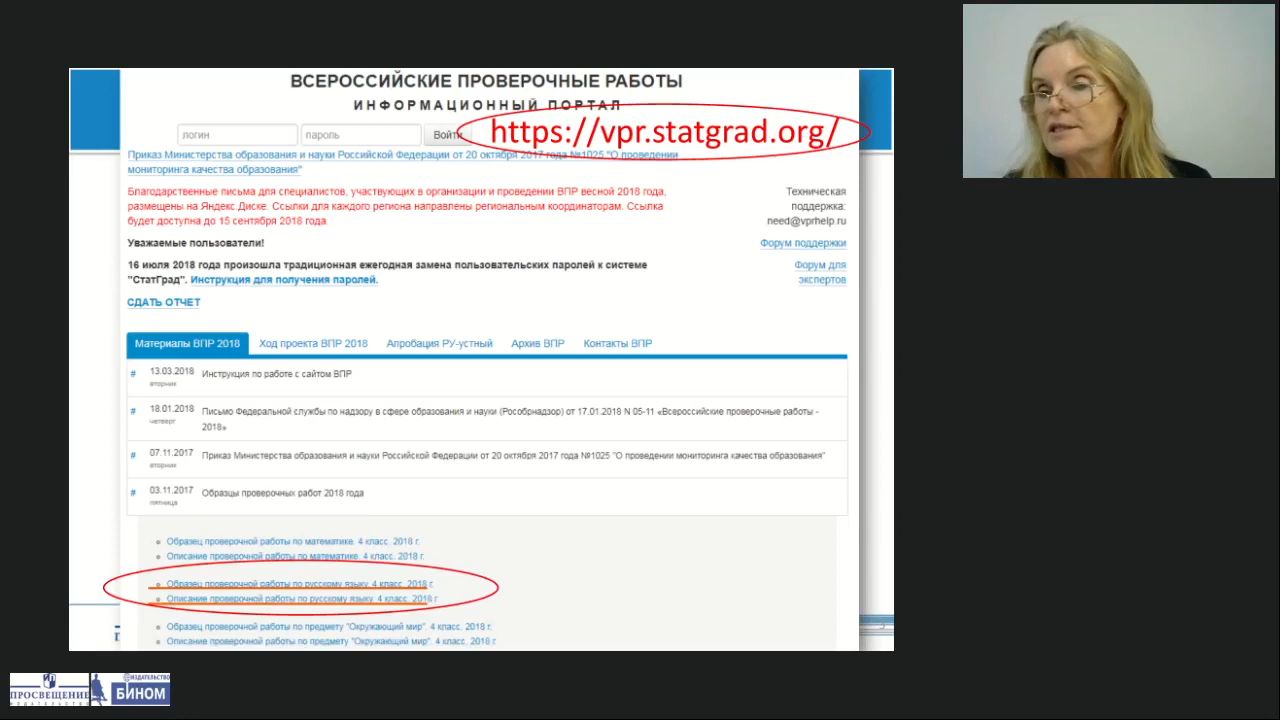 ВСЕРОССИЙСКИЕ ПРОВЕРОЧНЫЕ РАБОТЫ
ИНФОРМАЦИОННЫЙ ПОРТАЛ
логин
пароль
Войти
https://vpr.statgrad.org/
Приказ Министерства образования и науки Российской Федерации от 20 октября 2017 года №1025 "О проведении
мониторинга качества образования"
Благодарственные письма для специалистов, участвующих в организации и проведении ВПР весной 2018 года,
размещены на Яндекс.Диске. Ссылки для каждого региона направлены региональным координаторам. Ссылка
будет доступна до 15 сентября 2018 года.
Техническая
поддержка:
need@vprhelp.ru
Уважаемые пользователи!
Форум поддержки
16 июля 2018 года произошла традиционная ежегодная замена пользовательских паролей к системе
"СтатГрад". Инструкция для получения паролей.
Форум для
экспертов
СДАТЬ ОТЧЕТ
Материалы ВПР 2018 Ход проекта ВПР 2018 Апробация РУ-устный Архив ВПР Контакты ВПР
# 13.03.2018 Инструкция по работе с сайтом ВПР
вторник
# 18.01.2018 Письмо Федеральной службы по надзору в сфере образования и науки (Рособрнадзор) от 17.01.2018 N 05-11 «Всероссийские проверочные работы -
четверг 2018»
# 07.11.2017 Приказ Министерства образования и науки Российской Федерации от 20 октября 2017 года №1025 "О проведении мониторинга качества образования"
вторник
# 03.11.2017 Образцы проверочных работ 2018 года
пятница
Образец проверочной работы по математике. 4 класс. 2018 г.
Описание проверочной работы по математике. 4 класс. 2018 г.
Образец проверочной работы по русскому языку. 4 класс. 2018 г.
Описание проверочной работы по русскому языку. 4 класс. 2018 г
Образец проверочной работы по предмету "Окружающий мир". 4 класс. 2018 г.
Описание проверочной работы по предмету "Окружающий мир". 4 класс. 2018 г.
ПРОСВЕЩЕНИЕ
ИЗДАТЕЛЬСТВО
ИЗДАТЕЛЬСТВО
БИНОМ